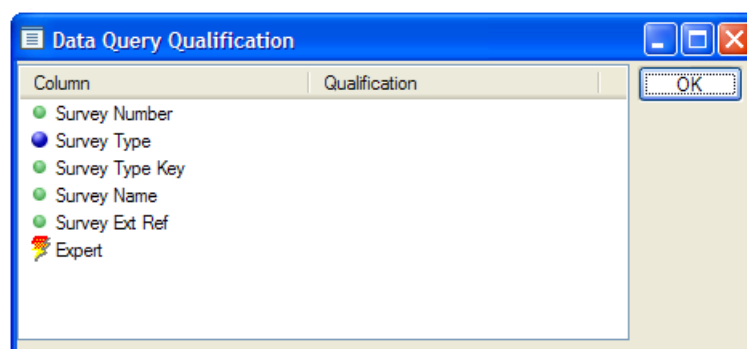 Data Query Qualification
Column Qualification OK
Survey Number
Survey Type
Survey Type Key
Survey Name
Survey Ext Ref
Expert